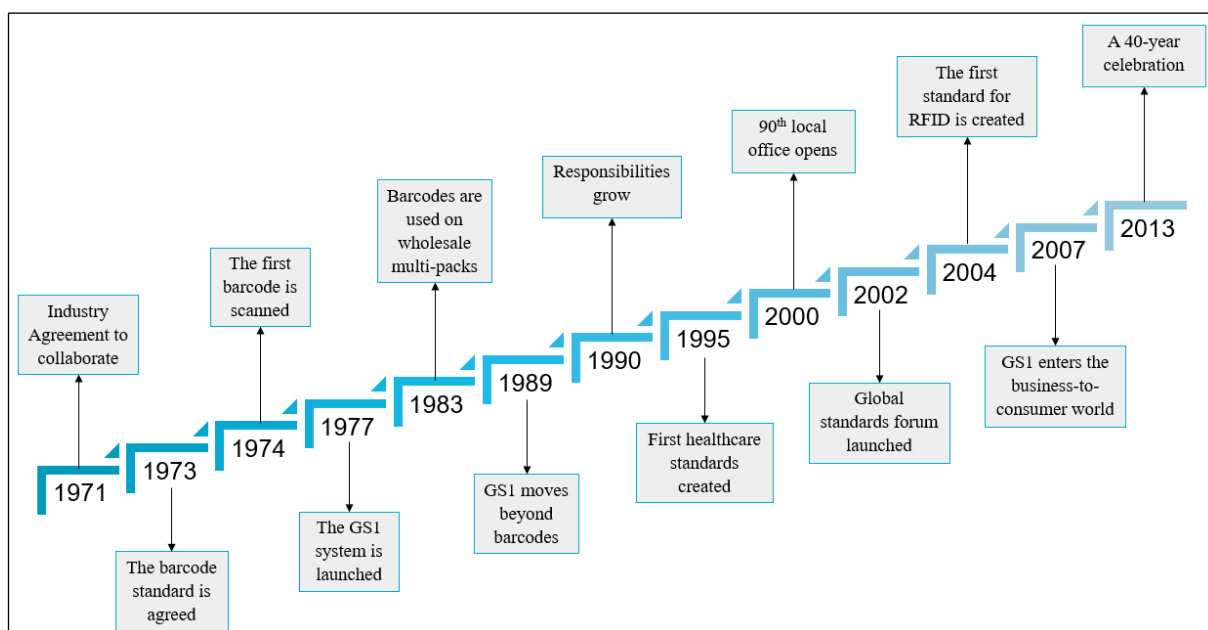 1971
Industry
Agreement to
collaborate
1973
The barcode
standard is
agreed
1974
The first
barcode is
scanned
1977
The GS1
system is
launched
1983
Barcodes are
used on
wholesale
multi-packs
1989
GS1 moves
beyond
barcodes
1990
Responsibilities
grow
1995
First healthcare
standards
created
2000
90th local
office opens
2002
Global
standards forum
launched
2004
The first
standard for
RFID is created
2007
GS1 enters the
business-to-
consumer world
2013
A 40-year
celebration